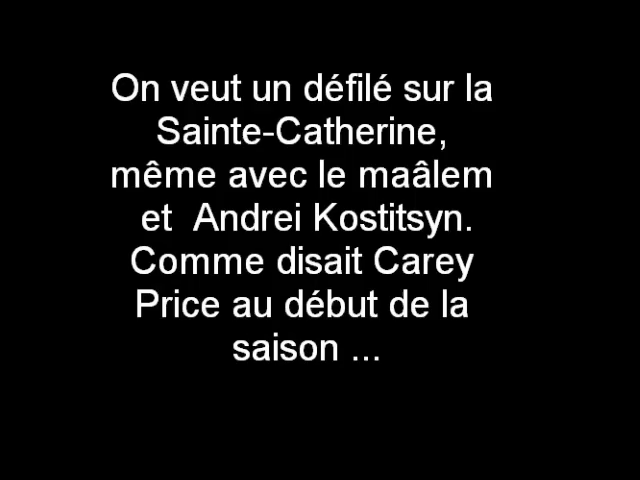 On veut un défilé sur la
Sainte-Catherine,
même avec le maâlem
et  Andrei Kostitsyn.
Comme disait Carey
Price au début de la
saison ...